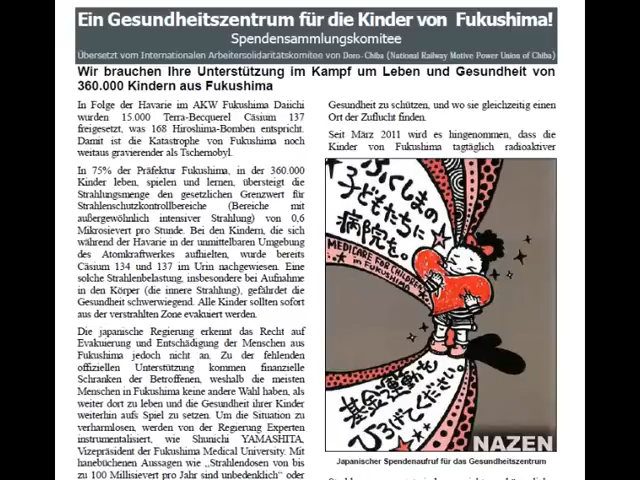 Ein Gesundheitszentrum für die Kinder von Fukushima!
Spendensammlungskomitee
Übersetzt vom Internationalen Arbeitersolidaritätskomitee von Doro-Chiba (National Railway Motive Power Union of Chiba)
Wir brauchen Ihre Unterstützung im Kampf um Leben und Gesundheit von
360.000 Kindern aus Fukushima
In Folge der Havarie im AKW Fukushima Daiichi
wurden 15.000 Terra-Becquerel Cäsium 137
freigesetzt, was 168 Hiroshima-Bomben entspricht.
Damit ist die Katastrophe von Fukushima noch
weitaus gravierender als Tschernobyl.
In 75% der Präfektur Fukushima, in der 360.000
Kinder leben, spielen und lernen, übersteigt die
Strahlungsmenge den gesetzlichen Grenzwert für
Strahlenschutzkontrollbereiche (Bereiche mit
außergewöhnlich intensiver Strahlung) von 0,6
Mikrosievert pro Stunde. Bei den Kindern, die sich
während der Havarie in der unmittelbaren Umgebung
des Atomkraftwerkes aufhielten, wurde bereits
Cäsium 134 und 137 im Urin nachgewiesen. Eine
solche Strahlenbelastung, insbesondere bei Aufnahme
in den Körper (die innere Strahlung), gefährdet die
Gesundheit schwerwiegend. Alle Kinder sollten sofort
aus der verstrahlten Zone evakuiert werden.
Die japanische Regierung erkennt das Recht auf
Evakuierung und Entschädigung der Menschen aus
Fukushima jedoch nicht an. Zu der fehlenden
offiziellen Unterstützung kommen finanzielle
Schranken der Betroffenen, weshalb die meisten
Menschen in Fukushima keine andere Wahl haben, als
weiter dort zu leben und die Gesundheit ihrer Kinder
weiterhin aufs Spiel zu setzen. Um die Situation zu
verharmlosen, werden von der Regierung Experten
instrumentalisiert, wie Shunichi YAMASHITA,
Vizepräsident der Fukushima Medical University. Mit
hanebüchenen Aussagen wie „Strahlendosen von bis
zu 100 Millisievert pro Jahr sind unbedenklich“ oder
Gesundheit zu schützen, und wo sie gleichzeitig einen
Ort der Zuflucht finden.
Seit März 2011 wird es hingenommen, dass die
Kinder von Fukushima tagtäglich radioaktiver
ふくしまの
子どもたちに
病院を。
MEDICARE FOR CHILDREN
in FUKUSHIMA
基金運動も
ひろげてください。
NAZEN
Japanischer Spendenaufruf für das Gesundheitszentrum